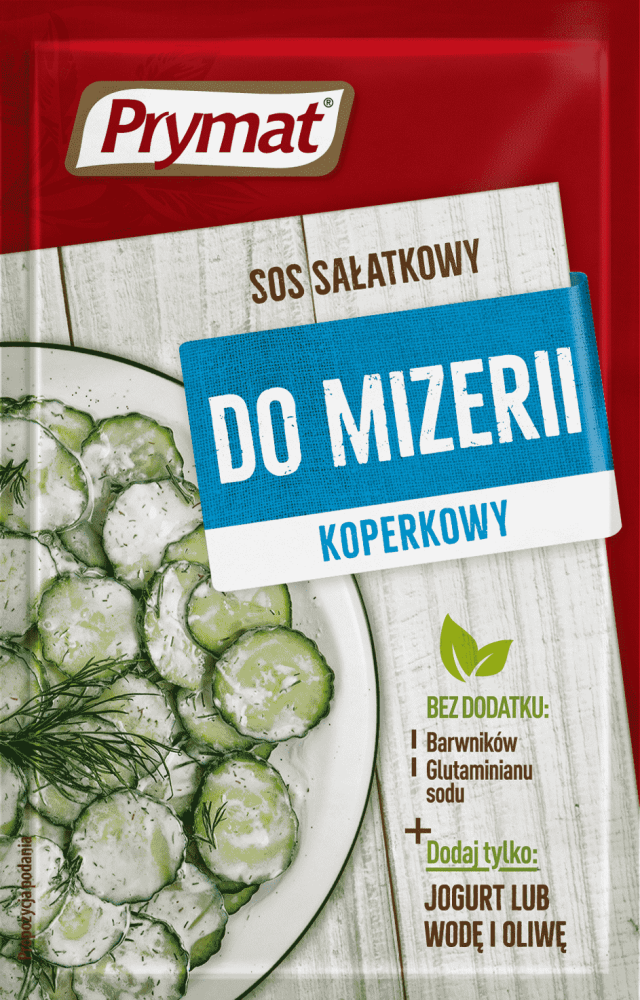 Prymat®
SOS SAŁATKOWY
DO MIZERII
KOPERKOWY
BEZ DODATKU:
Barwników
Glutaminianu
sodu
+
Dodaj tylko:
JOGURT LUB
WODĘ I OLIWĘ
Propozycja podania